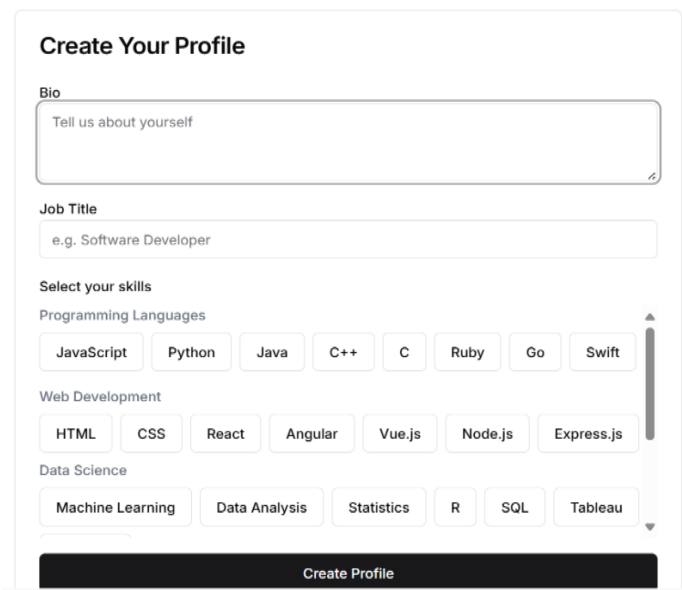 Create Your Profile
Bio
Tell us about yourself
Job Title
e.g. Software Developer
Select your skills
Programming Languages
JavaScript Python Java C++ C Ruby Go Swift
Web Development
HTML CSS React Angular Vue.js Node.js Express.js
Data Science
Machine Learning Data Analysis Statistics R SQL Tableau
Create Profile